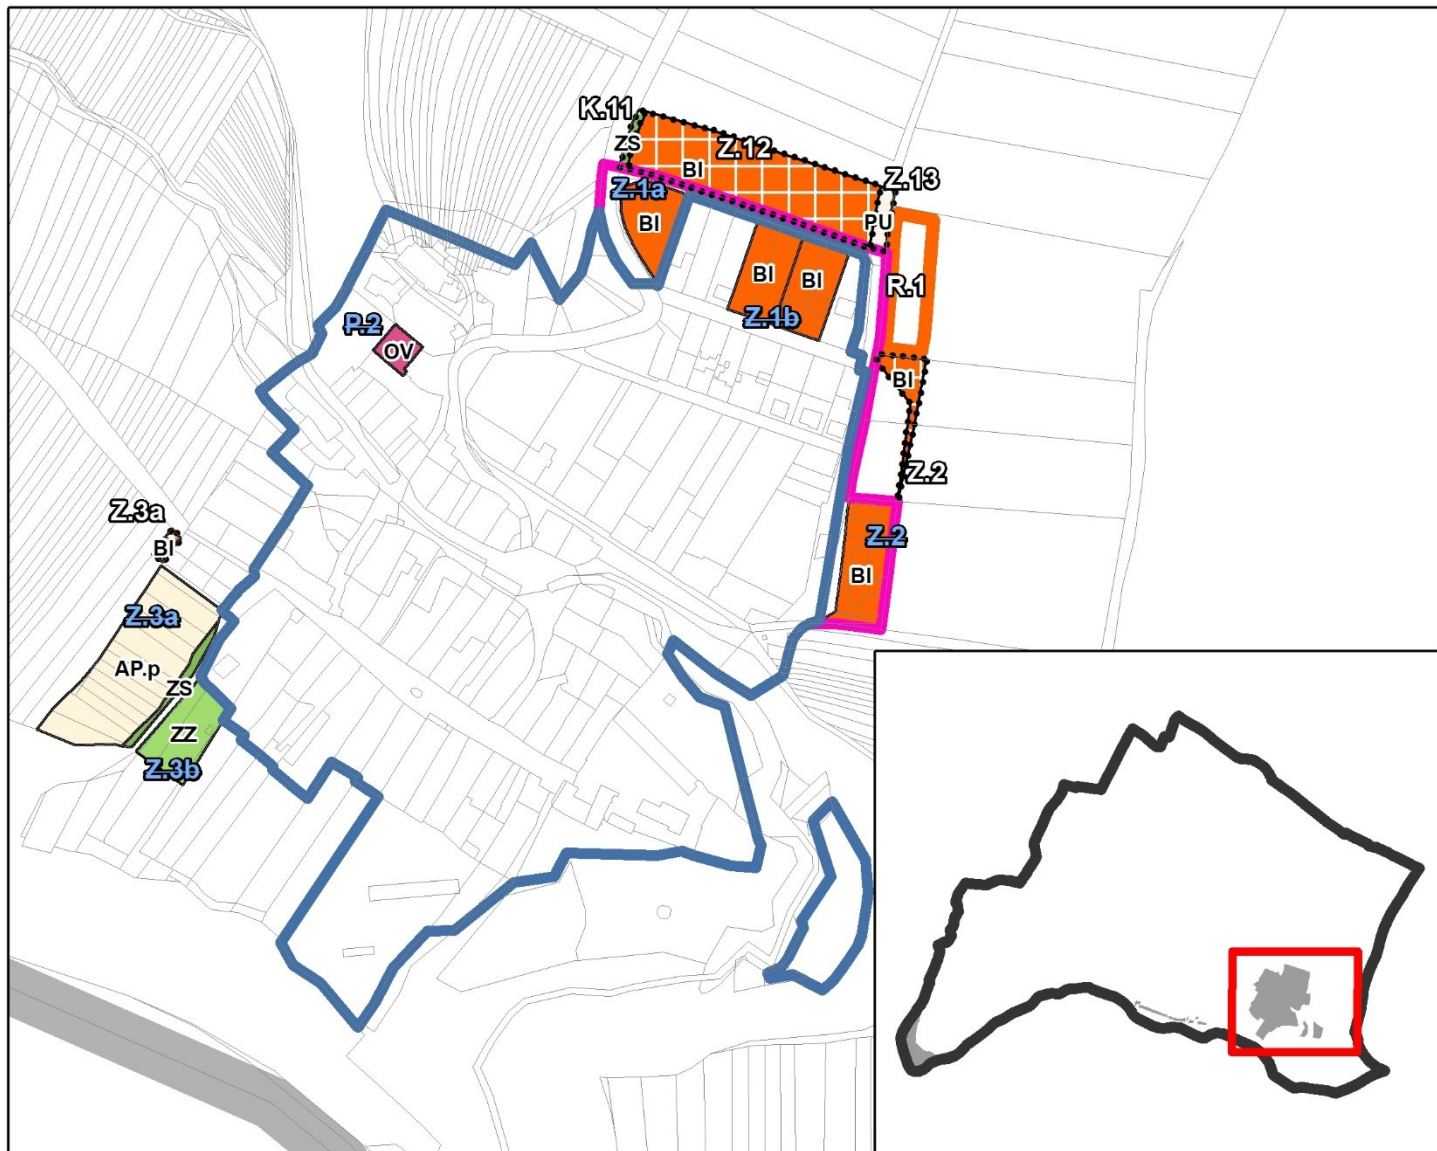 K.11
ZS
Z.12
BI
Z.13
Z.1a
BI
PU
BI
BI
R.1
Z.1b
P.2
OV
BI
Z.2
Z.3a
BI
Z.2
BI
Z.3a
AP.p
ZS
ZZ
Z.3b